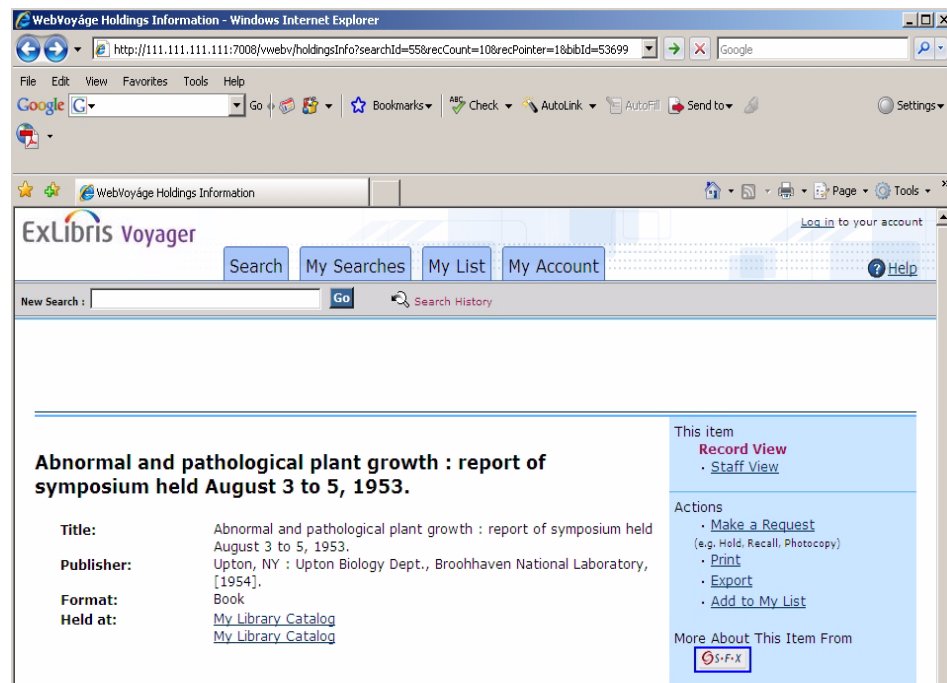 WebVoyáge Holdings Information - Windows Internet Explorer
http://111.111.111.111:7008/vwebv/holdingsInfo?searchId=55&recCount=10&recPointer=1&bibId=53699
Google
File Edit View Favorites Tools Help
Google G Go Bookmarks ABC Check AutoLink AutoFill Send to Settings
WebVoyáge Holdings Information Page Tools »
ExLibris Voyager
Log in to your account
Search My Searches My List My Account
? Help
New Search : Go Search History
This item
Record View
· Staff View
Abnormal and pathological plant growth : report of
symposium held August 3 to 5, 1953.
Actions
· Make a Request
(e.g. Hold, Recall, Photocopy)
· Print
· Export
· Add to My List
Title: Abnormal and pathological plant growth : report of symposium held
August 3 to 5, 1953.
Publisher: Upton, NY : Upton Biology Dept., Broohhaven National Laboratory,
[1954].
Format: Book
Held at: My Library Catalog
My Library Catalog
More About This Item From
S·F·X